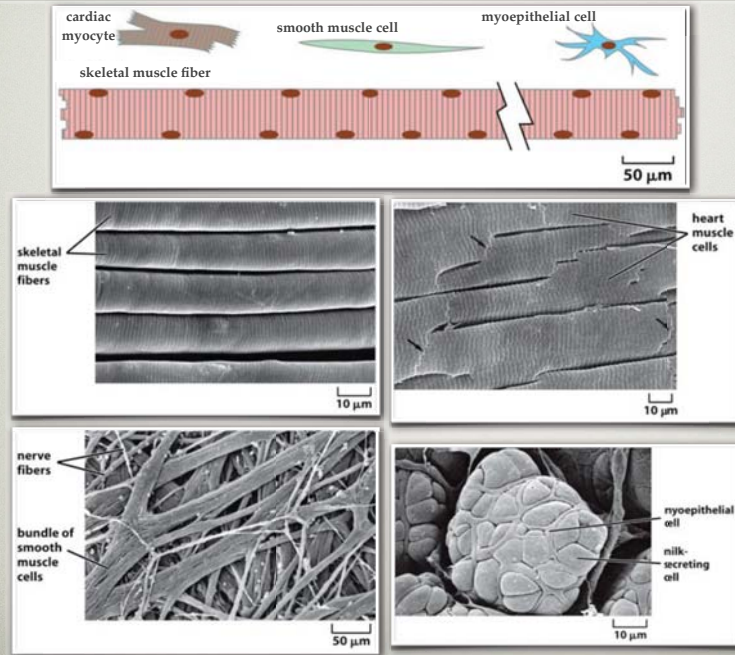 cardiac
myocyte
smooth muscle cell
myoepithelial cell
skeletal muscle fiber
50 μm
skeletal
muscle
fibers
10 μm
heart
muscle
cells
10 μm
nerve
fibers
bundle of
smooth
muscle
cells
50 μm
nyoepithelial
œll
nilk-
secreting
cell
10 μm